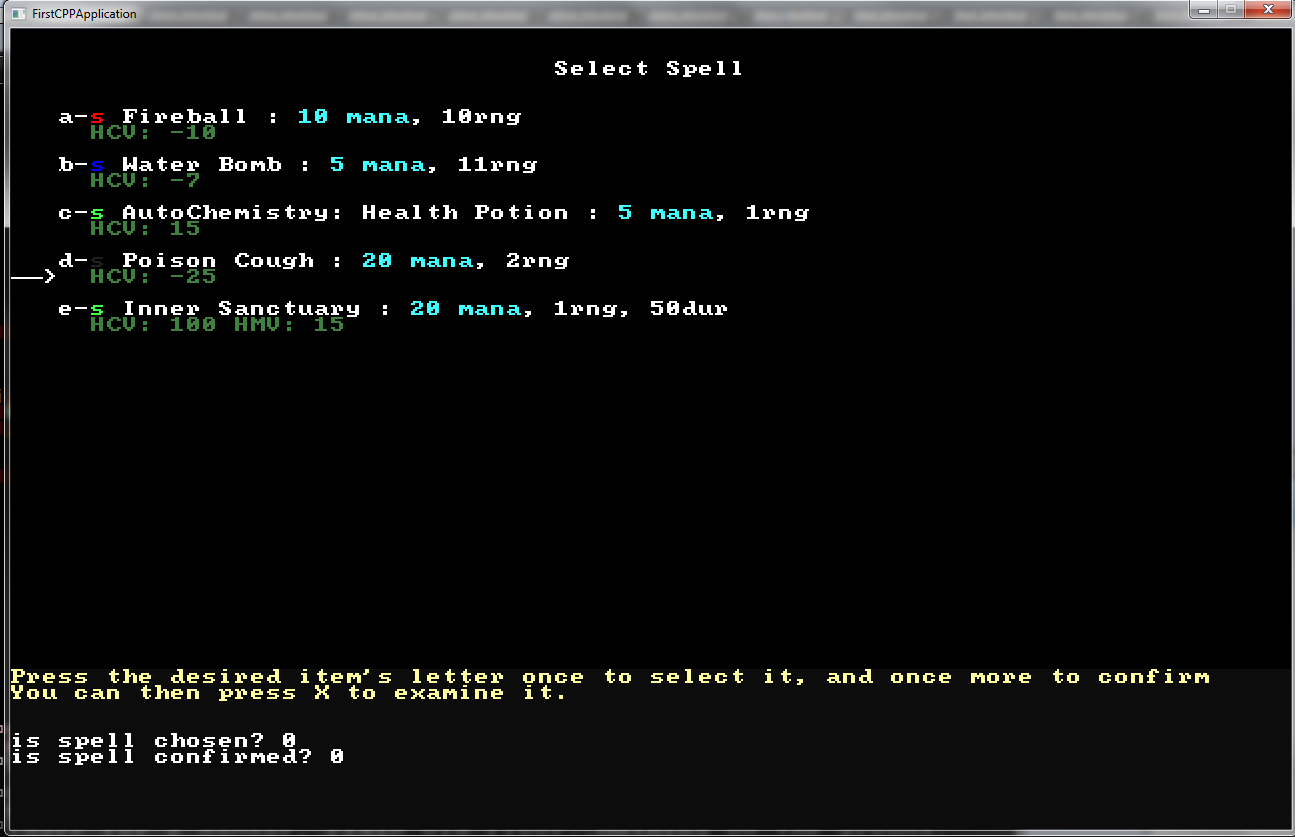 FirstCPPApplication
Select Spell
a-s Fireball : 10 mana, 10rng
HCV: -10
b-s Water Bomb : 5 mana, 11rng
HCV: -7
c-s AutoChemistry: Health Potion : 5 mana, 1rng
HCV: 15
d-s Poison Cough : 20 mana, 2rng
HCV: -25
e-s Inner Sanctuary : 20 mana, 1rng, 50dur
HCV: 100 HMV: 15
Press the desired item's letter once to select it, and once more to confirm
You can then press X to examine it.
is spell chosen? 0
is spell confirmed? 0